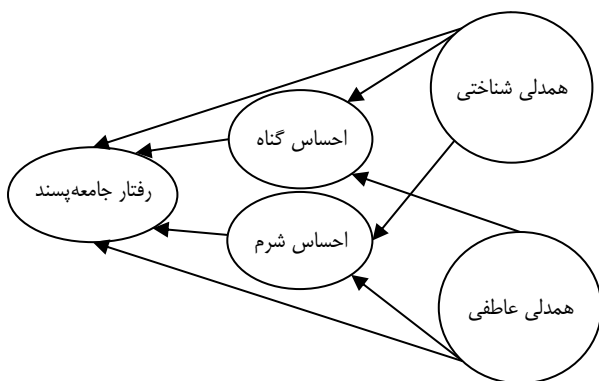 همدلی شناختی
احساس گناه
رفتار جامعه‌پسند
احساس شرم
همدلی عاطفی